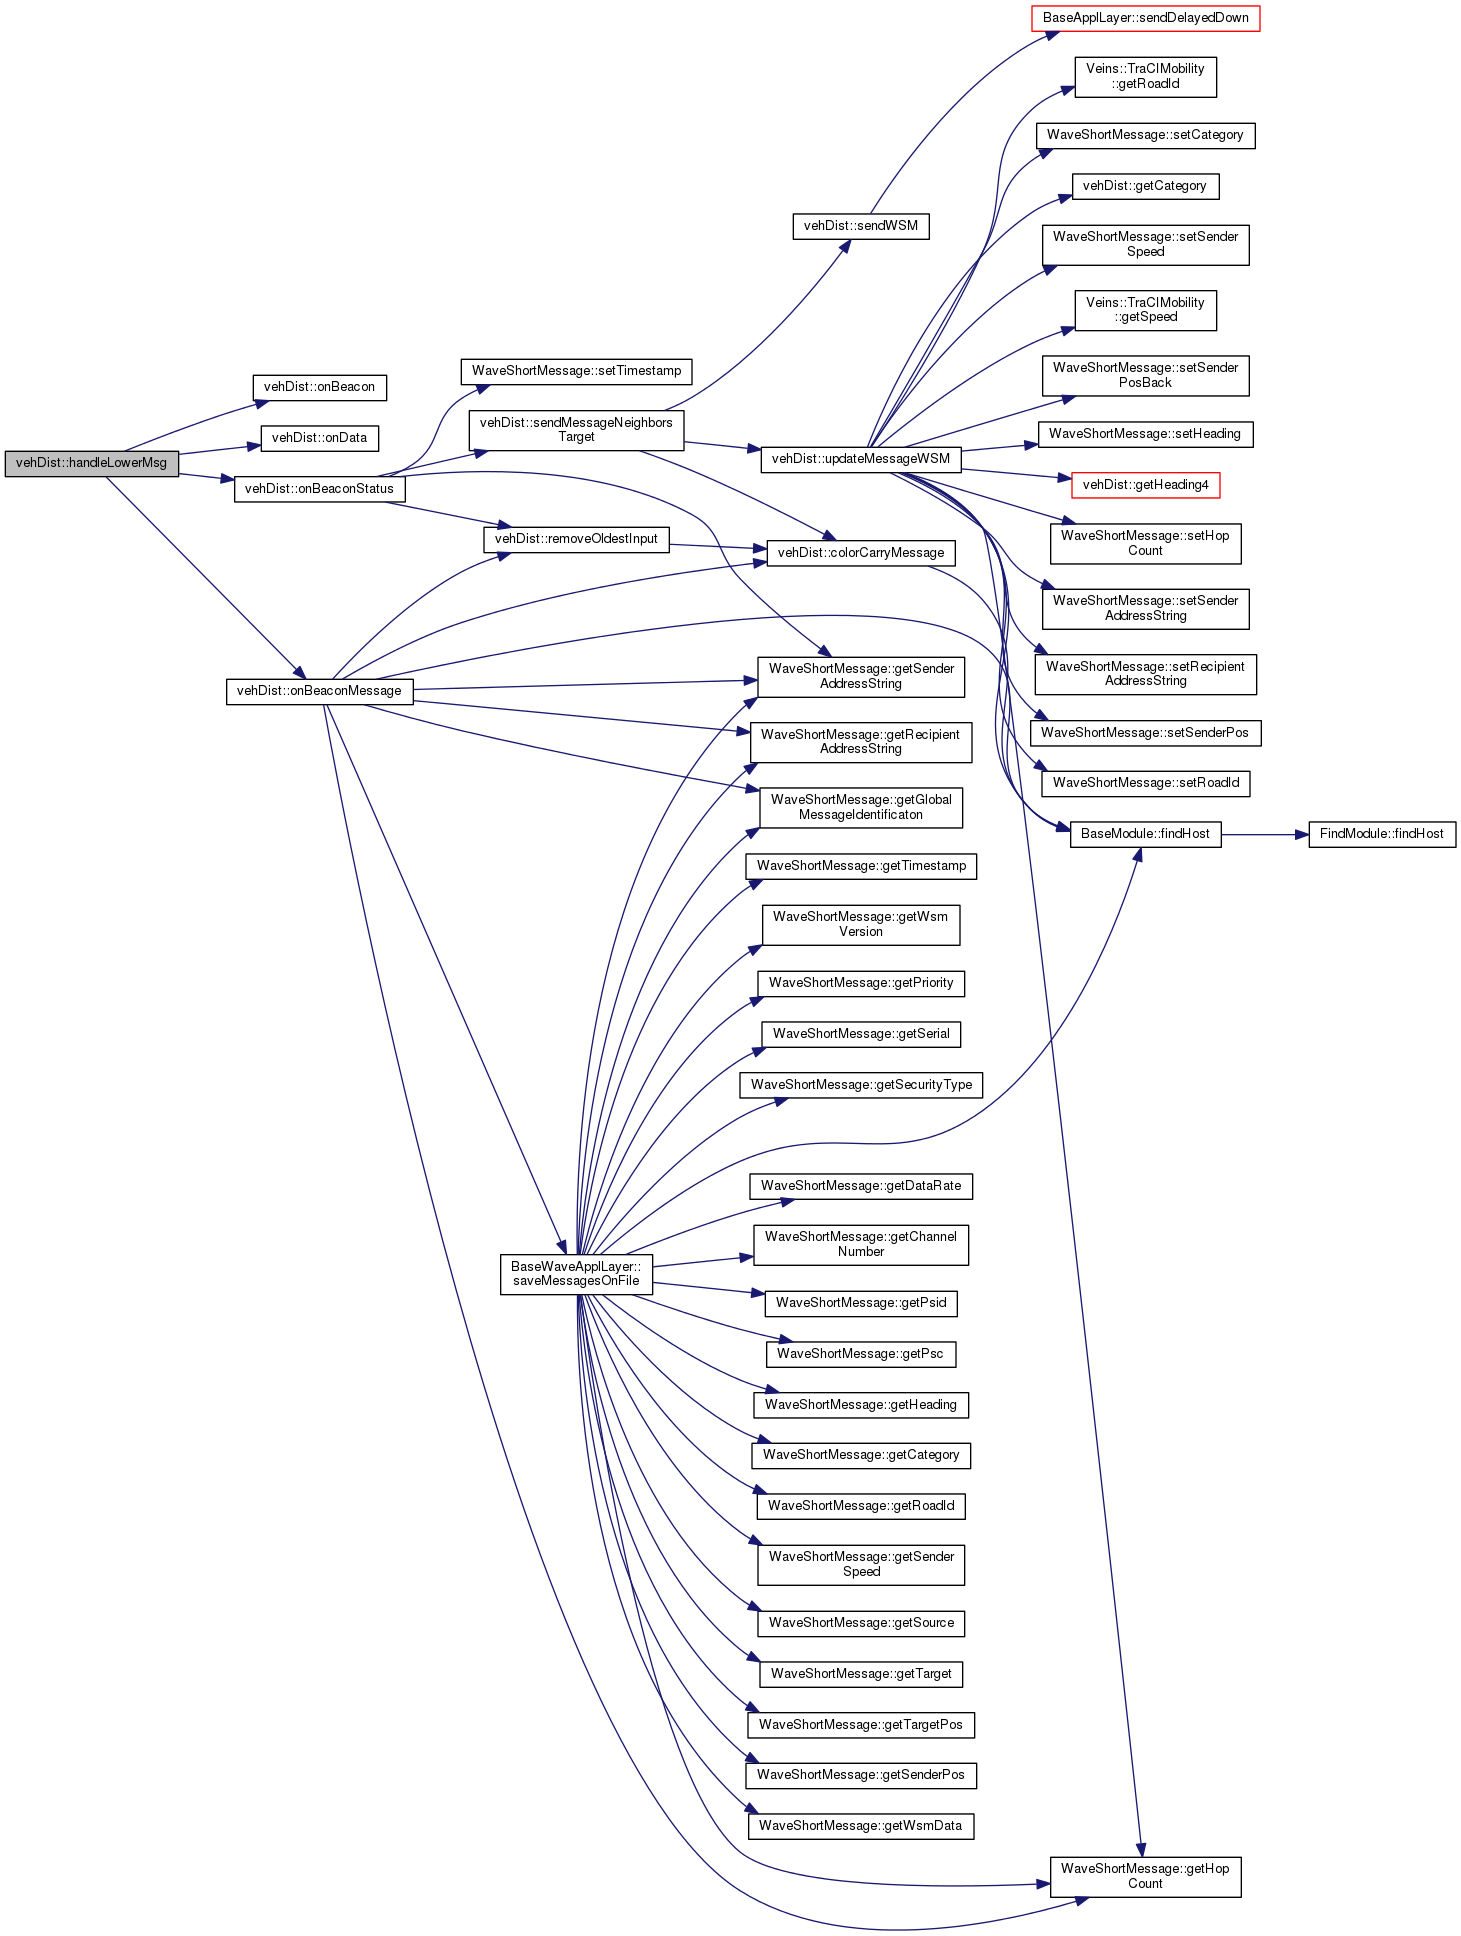 BaseApplLayer::sendDelayedDown
Veins::TraCIMobility
::getRoadId
WaveShortMessage::setCategory
vehDist::getCategory
vehDist::sendWSM
WaveShortMessage::setSender
Speed
Veins::TraCIMobility
::getSpeed
WaveShortMessage::setTimestamp
WaveShortMessage::setSender
PosBack
vehDist::onBeacon
vehDist::sendMessageNeighbors
Target
vehDist::onData
WaveShortMessage::setHeading
vehDist::handleLowerMsg
vehDist::updateMessageWSM
vehDist::onBeaconStatus
vehDist::getHeading4
vehDist::removeOldestInput
WaveShortMessage::setHop
Count
vehDist::colorCarryMessage
WaveShortMessage::setSender
AddressString
WaveShortMessage::getSender
AddressString
WaveShortMessage::setRecipient
AddressString
vehDist::onBeaconMessage
WaveShortMessage::getRecipient
AddressString
WaveShortMessage::setSenderPos
WaveShortMessage::setRoadId
WaveShortMessage::getGlobal
MessageIdentificaton
BaseModule::findHost
FindModule::findHost
WaveShortMessage::getTimestamp
WaveShortMessage::getWsm
Version
WaveShortMessage::getPriority
WaveShortMessage::getSerial
WaveShortMessage::getSecurityType
WaveShortMessage::getDataRate
WaveShortMessage::getChannel
Number
BaseWaveApplLayer::
saveMessagesOnFile
WaveShortMessage::getPsid
WaveShortMessage::getPsc
WaveShortMessage::getHeading
WaveShortMessage::getCategory
WaveShortMessage::getRoadId
WaveShortMessage::getSender
Speed
WaveShortMessage::getSource
WaveShortMessage::getTarget
WaveShortMessage::getTargetPos
WaveShortMessage::getSenderPos
WaveShortMessage::getWsmData
WaveShortMessage::getHop
Count